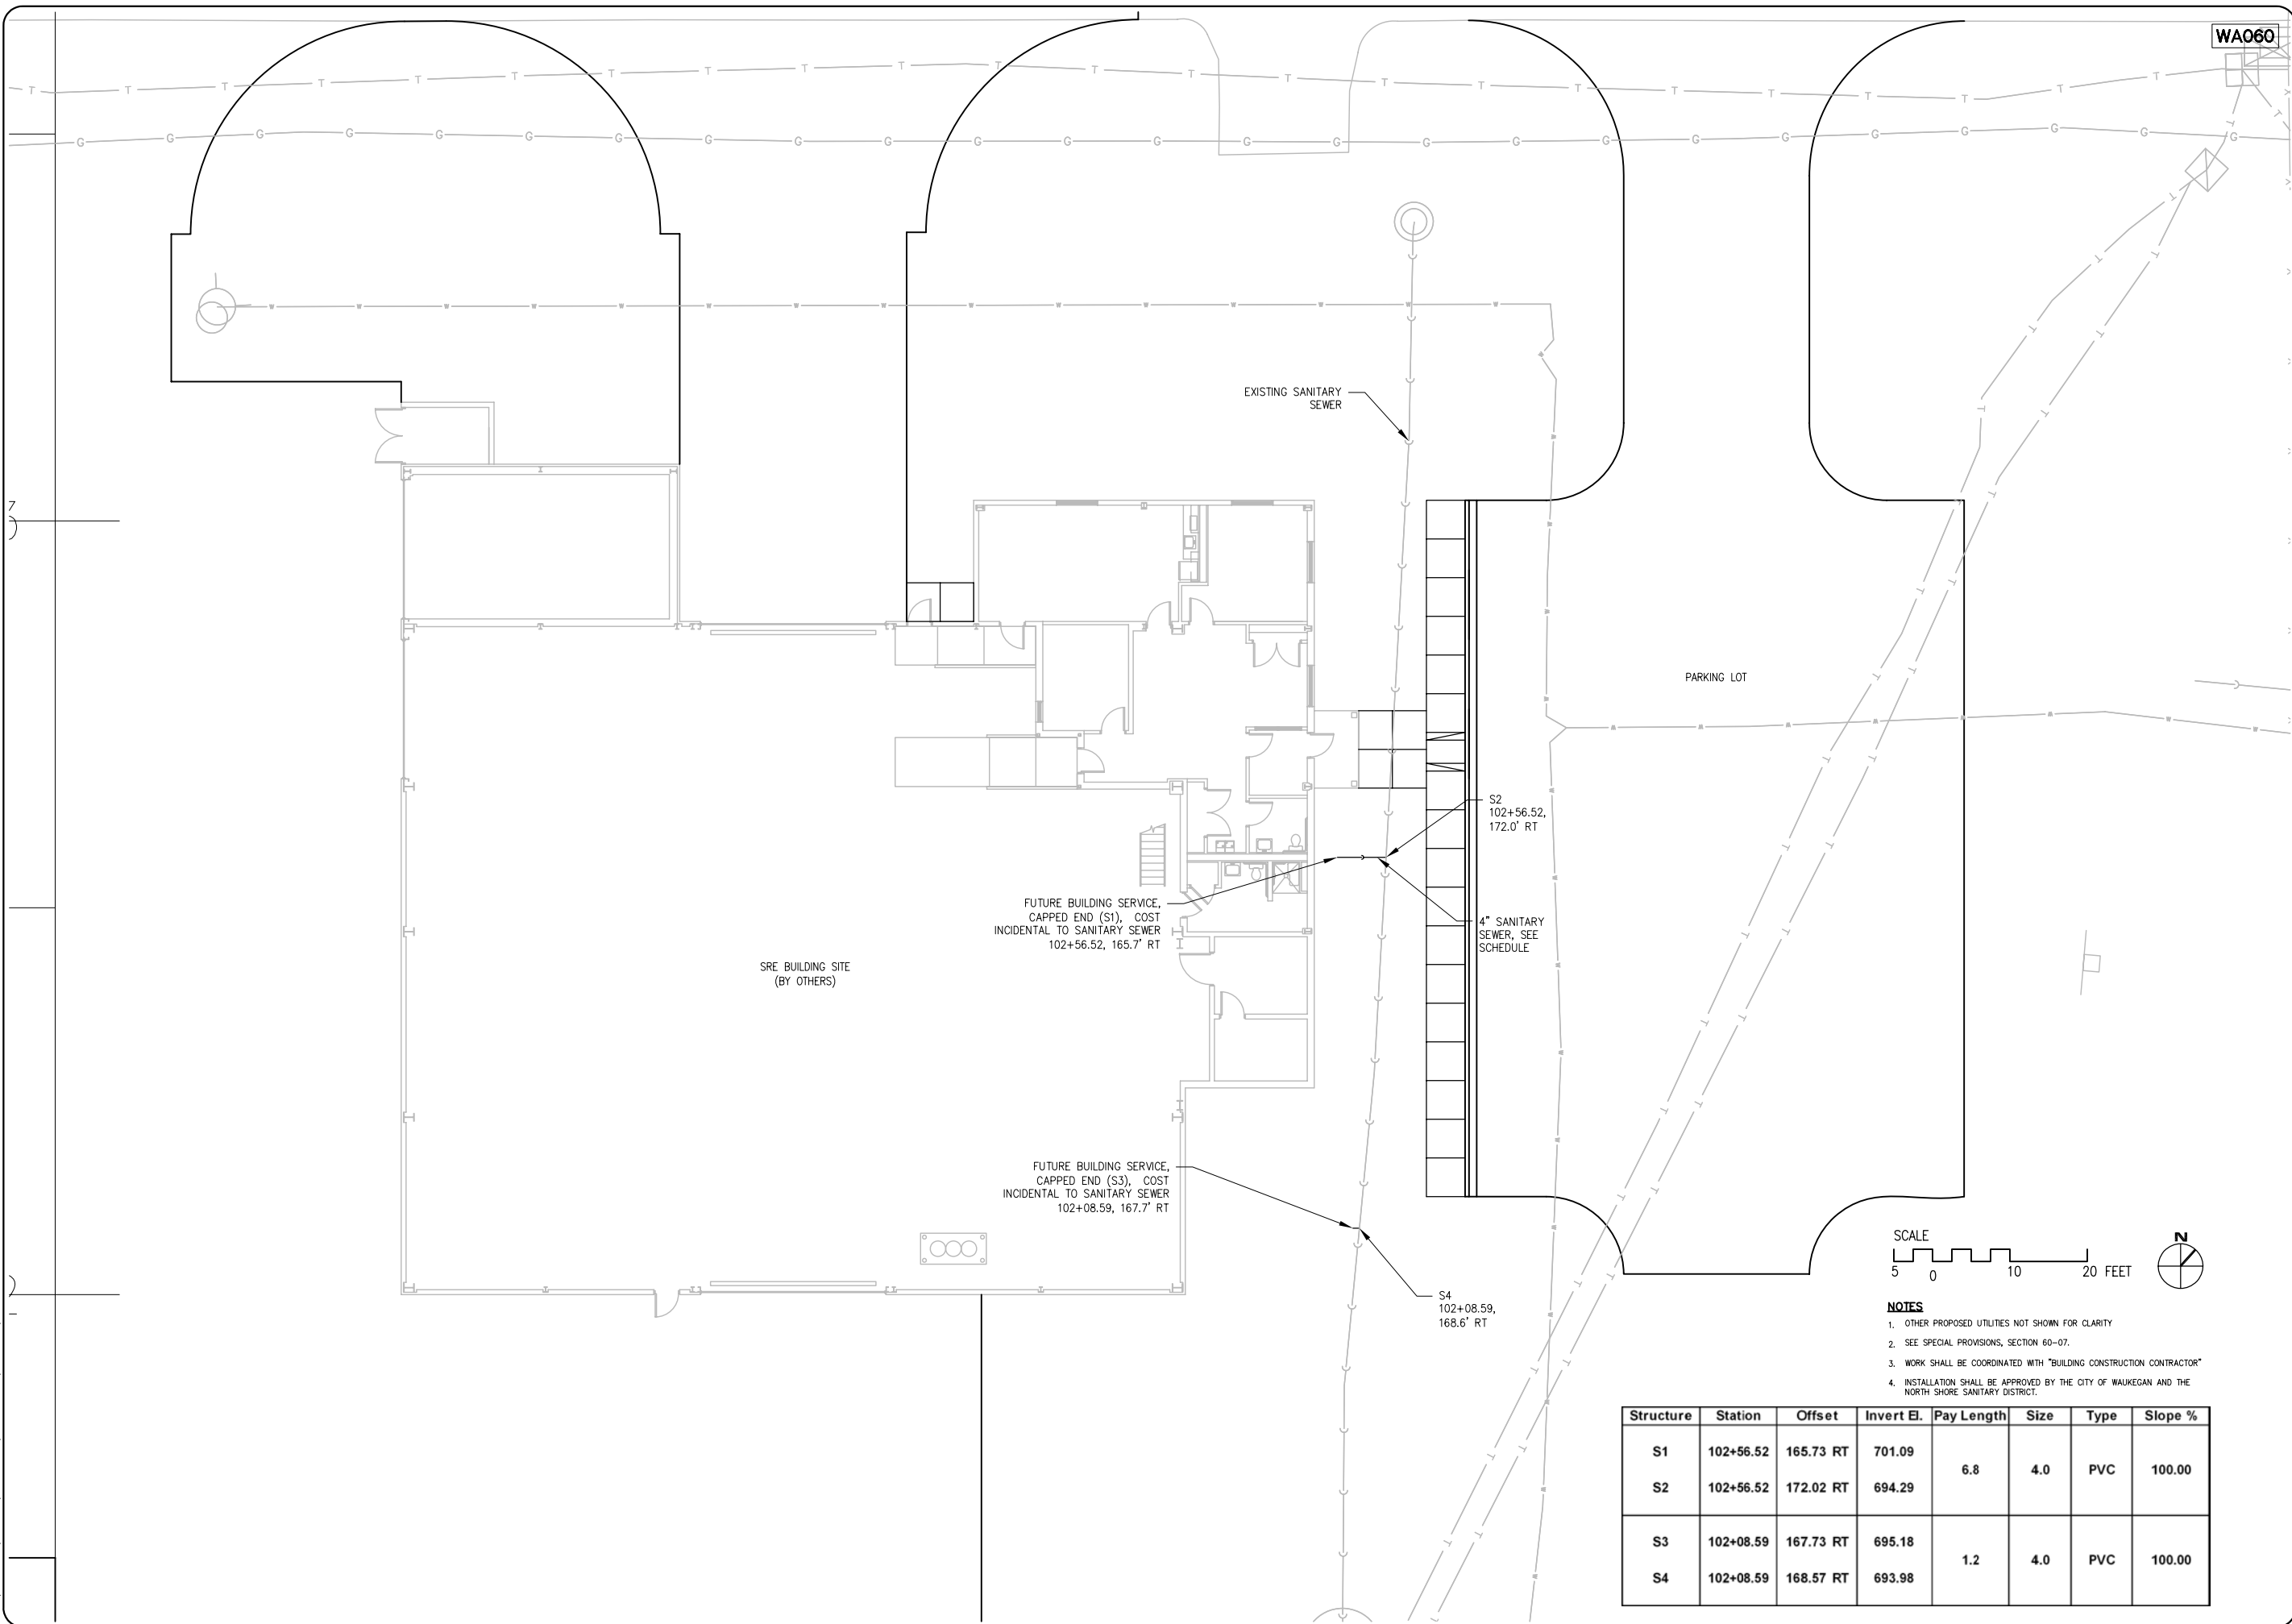 WA060
EXISTING SANITARY
SEWER
PARKING LOT
S2
102+56.52,
172.0' RT
FUTURE BUILDING SERVICE,
CAPPED END (S1), COST
INCIDENTAL TO SANITARY SEWER
102+56.52, 165.7' RT
4" SANITARY
SEWER, SEE
SCHEDULE
SRE BUILDING SITE
(BY OTHERS)
FUTURE BUILDING SERVICE,
CAPPED END (S3), COST
INCIDENTAL TO SANITARY SEWER
102+08.59, 167.7' RT
S4
102+08.59,
168.6' RT
SCALE
5 0 10 20 FEET
N
NOTES
1. OTHER PROPOSED UTILITIES NOT SHOWN FOR CLARITY
2. SEE SPECIAL PROVISIONS, SECTION 60-07.
3. WORK SHALL BE COORDINATED WITH "BUILDING CONSTRUCTION CONTRACTOR"
4. INSTALLATION SHALL BE APPROVED BY THE CITY OF WAUKEGAN AND THE
NORTH SHORE SANITARY DISTRICT.
Structure Station Offset Invert El. Pay Length Size Type Slope %
S1 102+56.52 165.73 RT 701.09
6.8 4.0 PVC 100.00
S2 102+56.52 172.02 RT 694.29
S3 102+08.59 167.73 RT 695.18
1.2 4.0 PVC 100.00
S4 102+08.59 168.57 RT 693.98